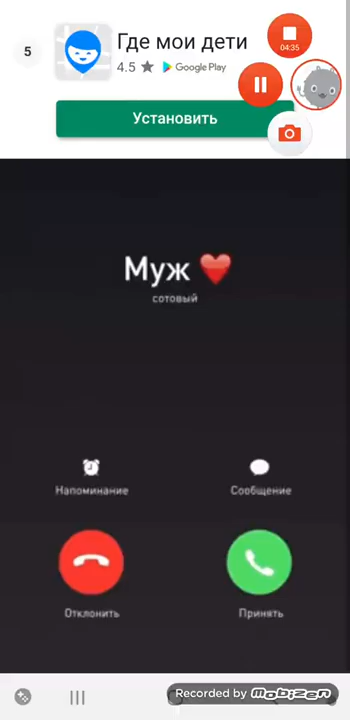 5
Где мои дети
4.5 ★ Google Play
04:35
Установить
Муж ❤️
сотовый
Напоминание
Сообщение
Отклонить
Принять
Recorded by mobizen